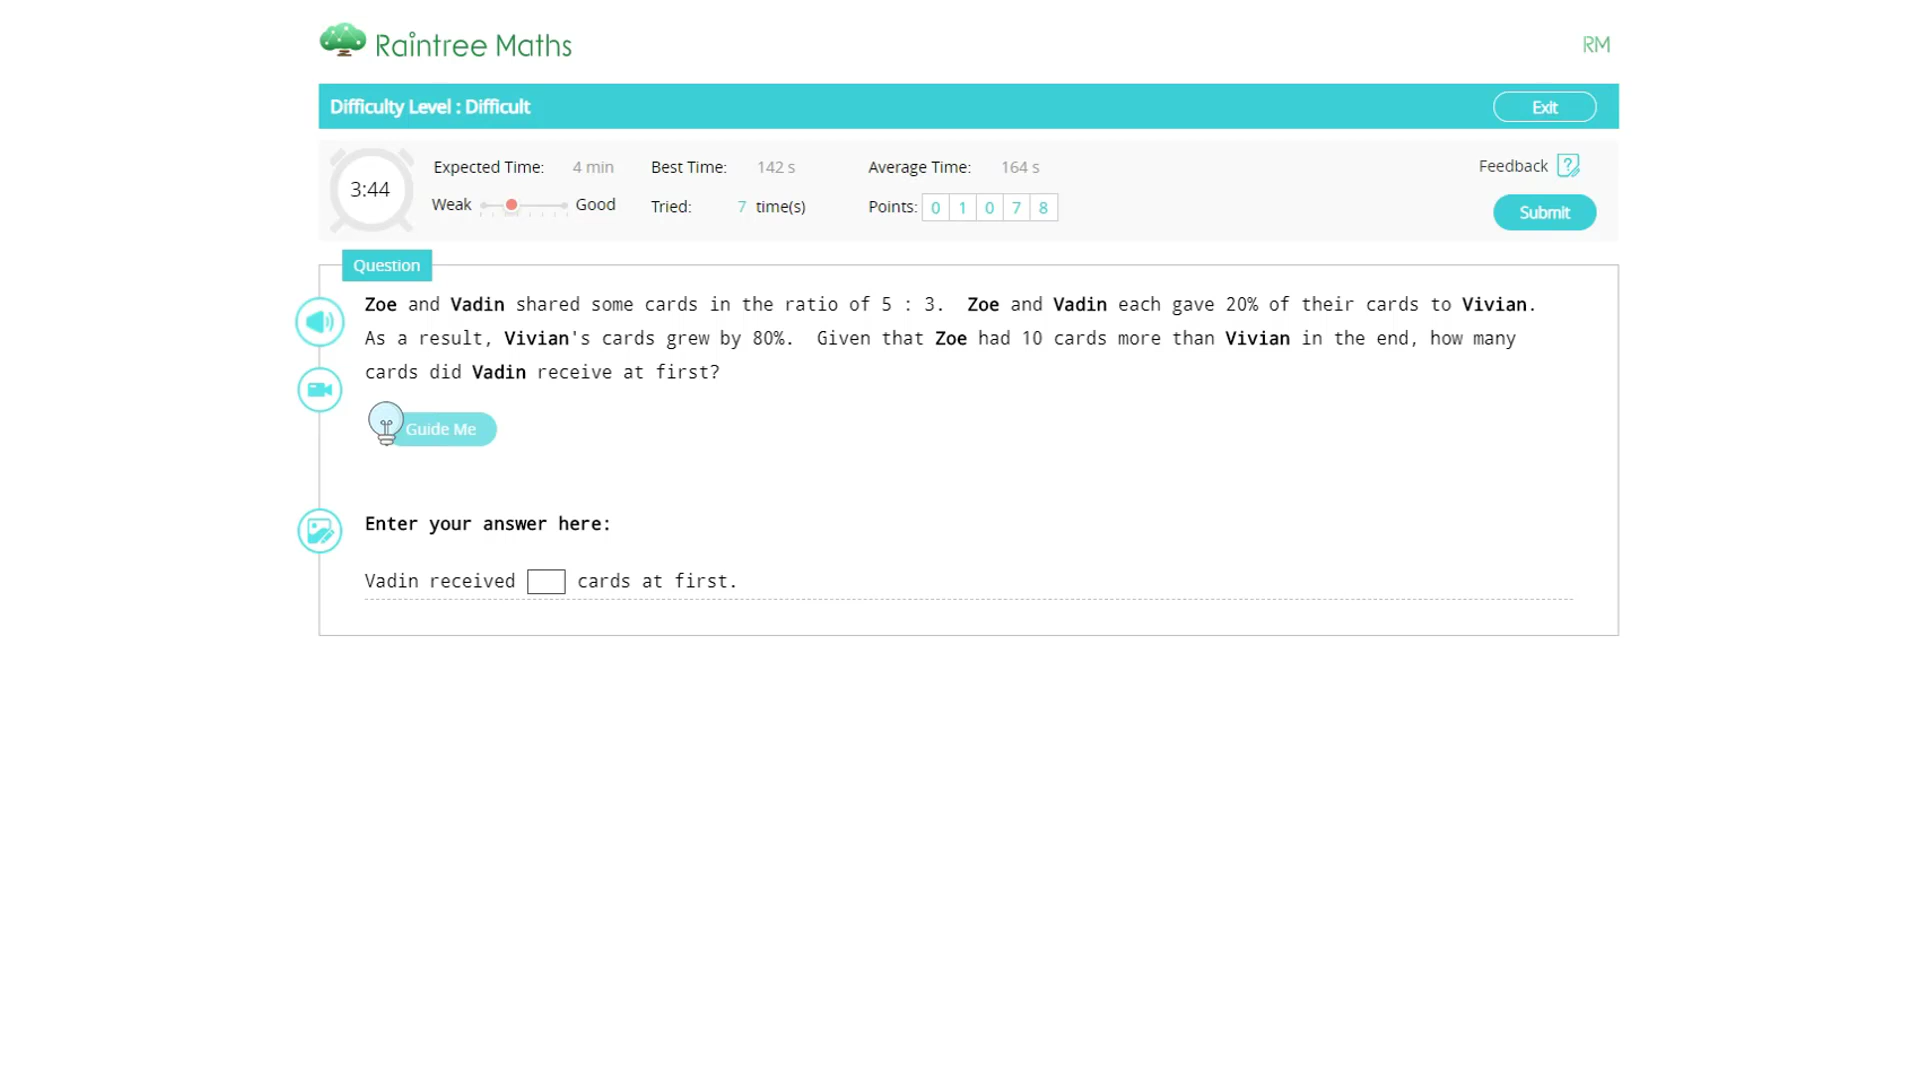 Raintree Maths
RM
Difficulty Level : Difficult
Exit
3:44
Expected Time: 4 min
Best Time: 142 s
Average Time: 164 s
Feedback
Weak
Good
Tried: 7 time(s)
Points: 0 1 0 7 8
Submit
Question
Zoe and Vadin shared some cards in the ratio of 5 : 3. Zoe and Vadin each gave 20% of their cards to Vivian.
As a result, Vivian's cards grew by 80%. Given that Zoe had 10 cards more than Vivian in the end, how many
cards did Vadin receive at first?
Guide Me
Enter your answer here:
Vadin received cards at first.